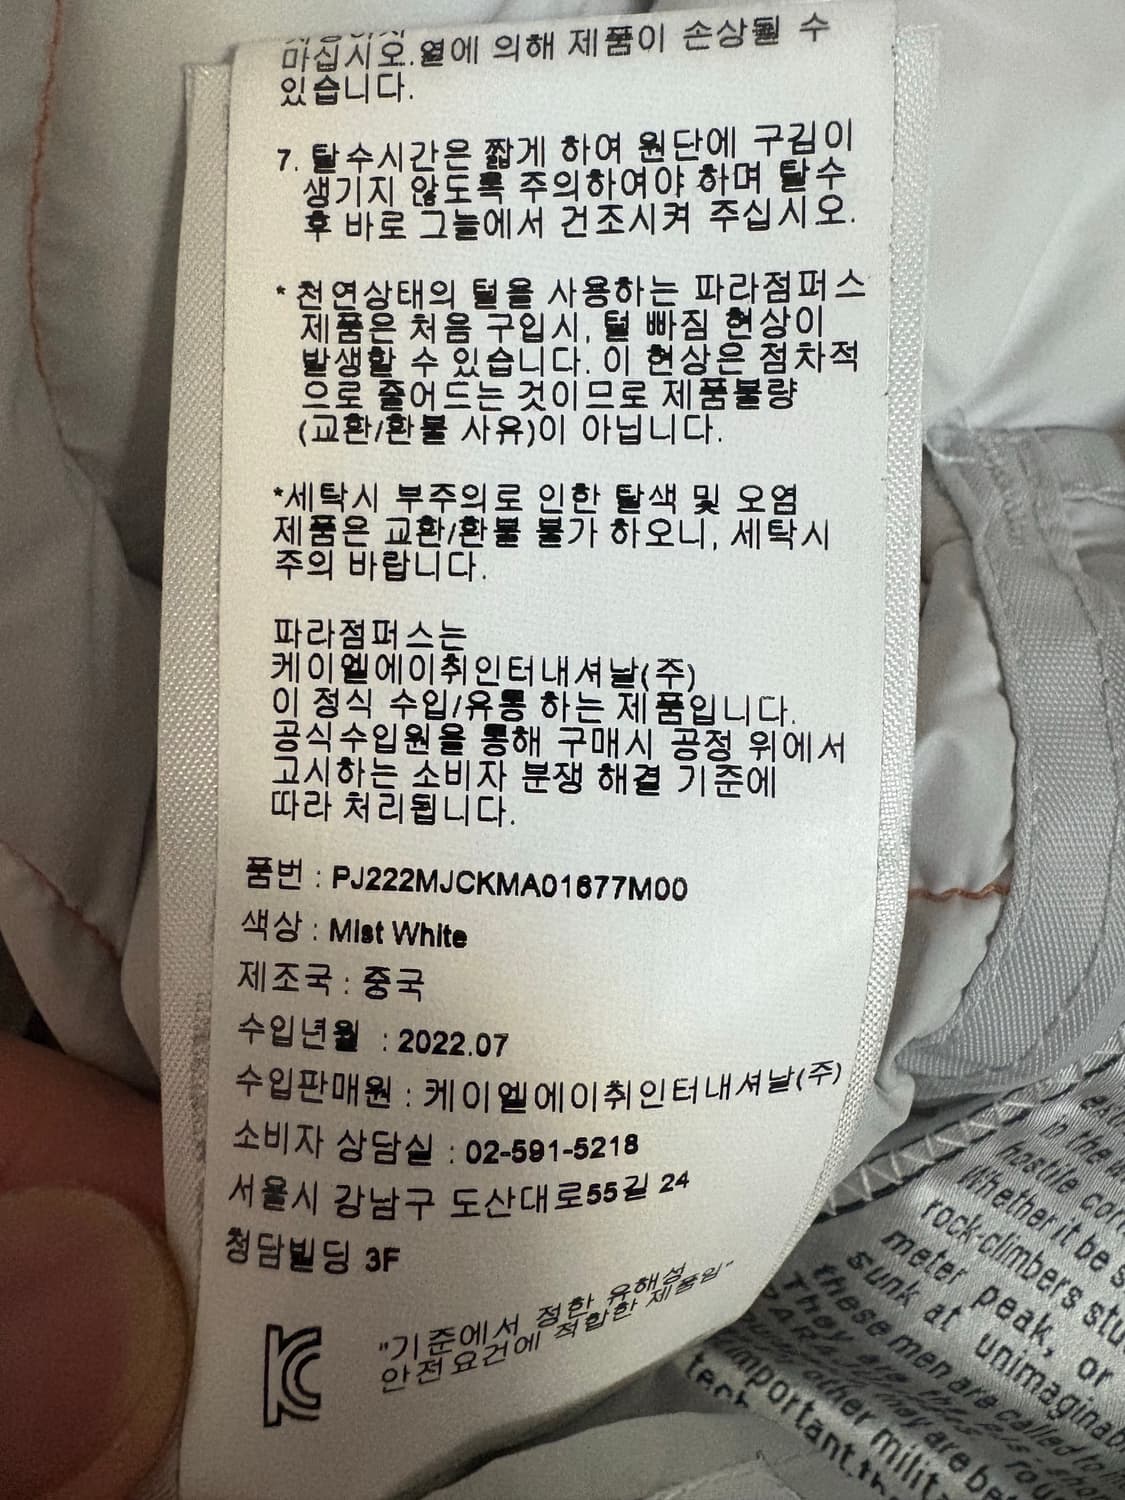 마십시오.열에 의해 제품이 손상될 수
있습니다.
7. 탈수시간은 짧게 하여 원단에 구김이
생기지 않도록 주의하여야 하며 탈수
후 바로 그늘에서 건조시켜 주십시오.
* 천연상태의 털을 사용하는 파라점퍼스
제품은 처음 구입시, 털 빠짐 현상이
발생할 수 있습니다. 이 현상은 점차적
으로 줄어드는 것이므로 제품불량
(교환/환불 사유)이 아닙니다.
*세탁시 부주의로 인한 탈색 및 오염
제품은 교환/환불 불가 하오니, 세탁시
주의 바랍니다.
파라점퍼스는
케이엘에이취인터내셔날(주)
이 정식 수입/유통 하는 제품입니다.
공식수입원을 통해 구매시 공정 위에서
고시하는 소비자 분쟁 해결 기준에
따라 처리됩니다.
품번 : PJ222MJCKMA01677M00
색상 : Mist White
제조국 : 중국
수입년월 : 2022.07
수입판매원 : 케이엘에이취인터내셔날(주)
소비자 상담실 : 02-591-5218
서울시 강남구 도산대로55길 24
청담빌딩 3F
"기준에서 정한 유해성
안전요건에 적합한 제품임"
KC
in the
hostile
Whether it be
rock-climbers
meter peak, or
sunk at
these men are called to
They are the
important